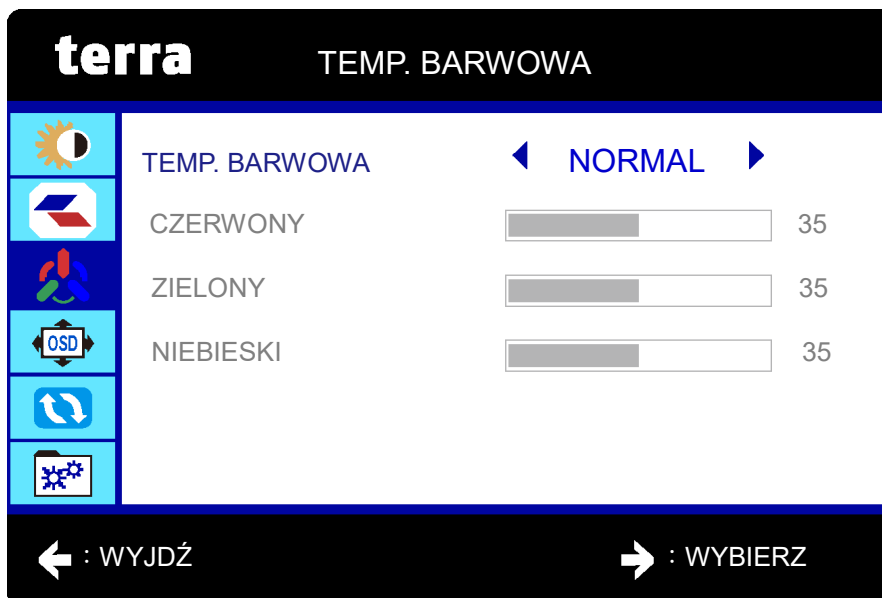 terra TEMP. BARWOWA
TEMP. BARWOWA NORMAL
CZERWONY 35
ZIELONY 35
NIEBIESKI 35
OSD
: WYJDŹ : WYBIERZ